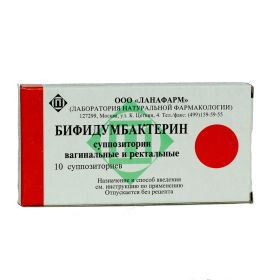 ООО "ЛАНАФАРМ"
(ЛАБОРАТОРИЯ НАТУРАЛЬНОЙ ФАРМАКОЛОГИИ)
127299, Москва, ул. К. Цеткин, 4. Тел./факс: (499)159-59-55
БИФИДУМБАКТЕРИН
суппозитории
вагинальные и ректальные
10 суппозиториев
Назначение и способ введения
см. инструкцию по применению
Отпускается без рецепта